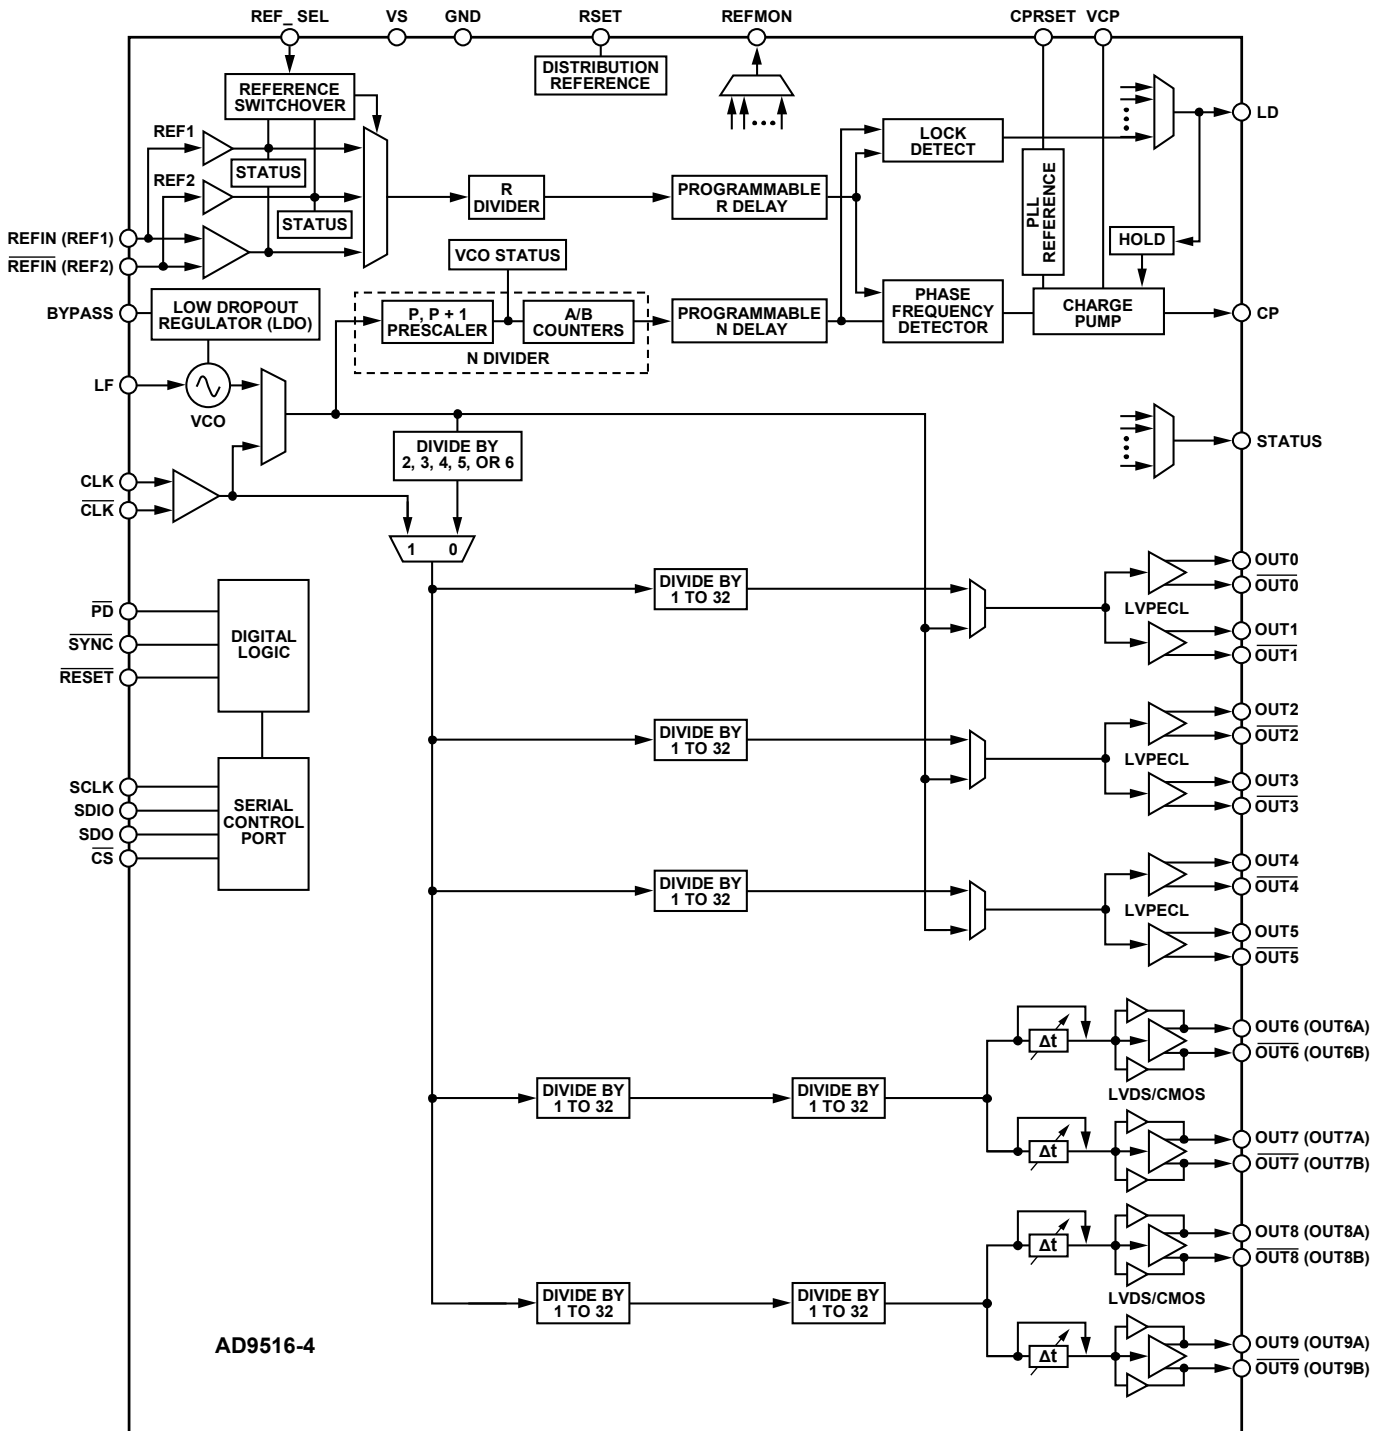 REF_ SEL VS GND RSET REFMON CPRSET VCP
DISTRIBUTION
REFERENCE
REFERENCE
SWITCHOVER
LD
REF1
LOCK
DETECT
STATUS
REF2
R
DIVIDER
PROGRAMMABLE
R DELAY
PLL
REFERENCE
STATUS
REFIN (REF1)
HOLD
REFIN (REF2)
VCO STATUS
BYPASS
LOW DROPOUT
REGULATOR (LDO)
P, P + 1
PRESCALER
A/B
COUNTERS
PROGRAMMABLE
N DELAY
PHASE
FREQUENCY
DETECTOR
CHARGE
PUMP
CP
N DIVIDER
LF
VCO
DIVIDE BY
2, 3, 4, 5, OR 6
STATUS
CLK
CLK
1 0
OUT0
DIVIDE BY
1 TO 32
OUT0
LVPECL
PD
DIGITAL
LOGIC
OUT1
SYNC
OUT1
RESET
OUT2
DIVIDE BY
1 TO 32
OUT2
LVPECL
SCLK
OUT3
SDIO
SERIAL
CONTROL
PORT
OUT3
SDO
CS
OUT4
DIVIDE BY
1 TO 32
OUT4
LVPECL
OUT5
OUT5
OUT6 (OUT6A)
Δt
OUT6 (OUT6B)
DIVIDE BY
1 TO 32
DIVIDE BY
1 TO 32
LVDS/CMOS
OUT7 (OUT7A)
Δt
OUT7 (OUT7B)
OUT8 (OUT8A)
Δt
OUT8 (OUT8B)
DIVIDE BY
1 TO 32
DIVIDE BY
1 TO 32
LVDS/CMOS
AD9516-4
OUT9 (OUT9A)
Δt
OUT9 (OUT9B)